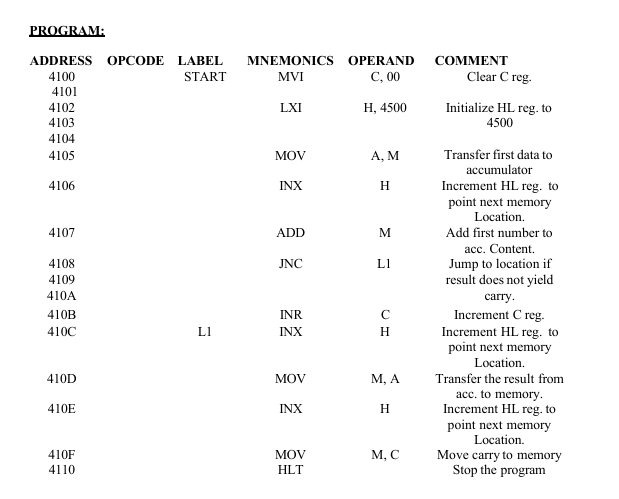 PROGRAM:
ADDRESS OPCODE LABEL MNEMONICS OPERAND COMMENT
4100 START MVI C, 00 Clear C reg.
4101
4102 LXI H, 4500 Initialize HL reg. to
4103 4500
4104
4105 MOV A, M Transfer first data to
accumulator
4106 INX H Increment HL reg. to
point next memory
Location.
4107 ADD M Add first number to
acc. Content.
4108 JNC L1 Jump to location if
4109 result does not yield
410A carry.
410B INR C Increment C reg.
410C L1 INX H Increment HL reg. to
point next memory
Location.
410D MOV M, A Transfer the result from
acc. to memory.
410E INX H Increment HL reg. to
point next memory
Location.
410F MOV M, C Move carry to memory
4110 HLT Stop the program